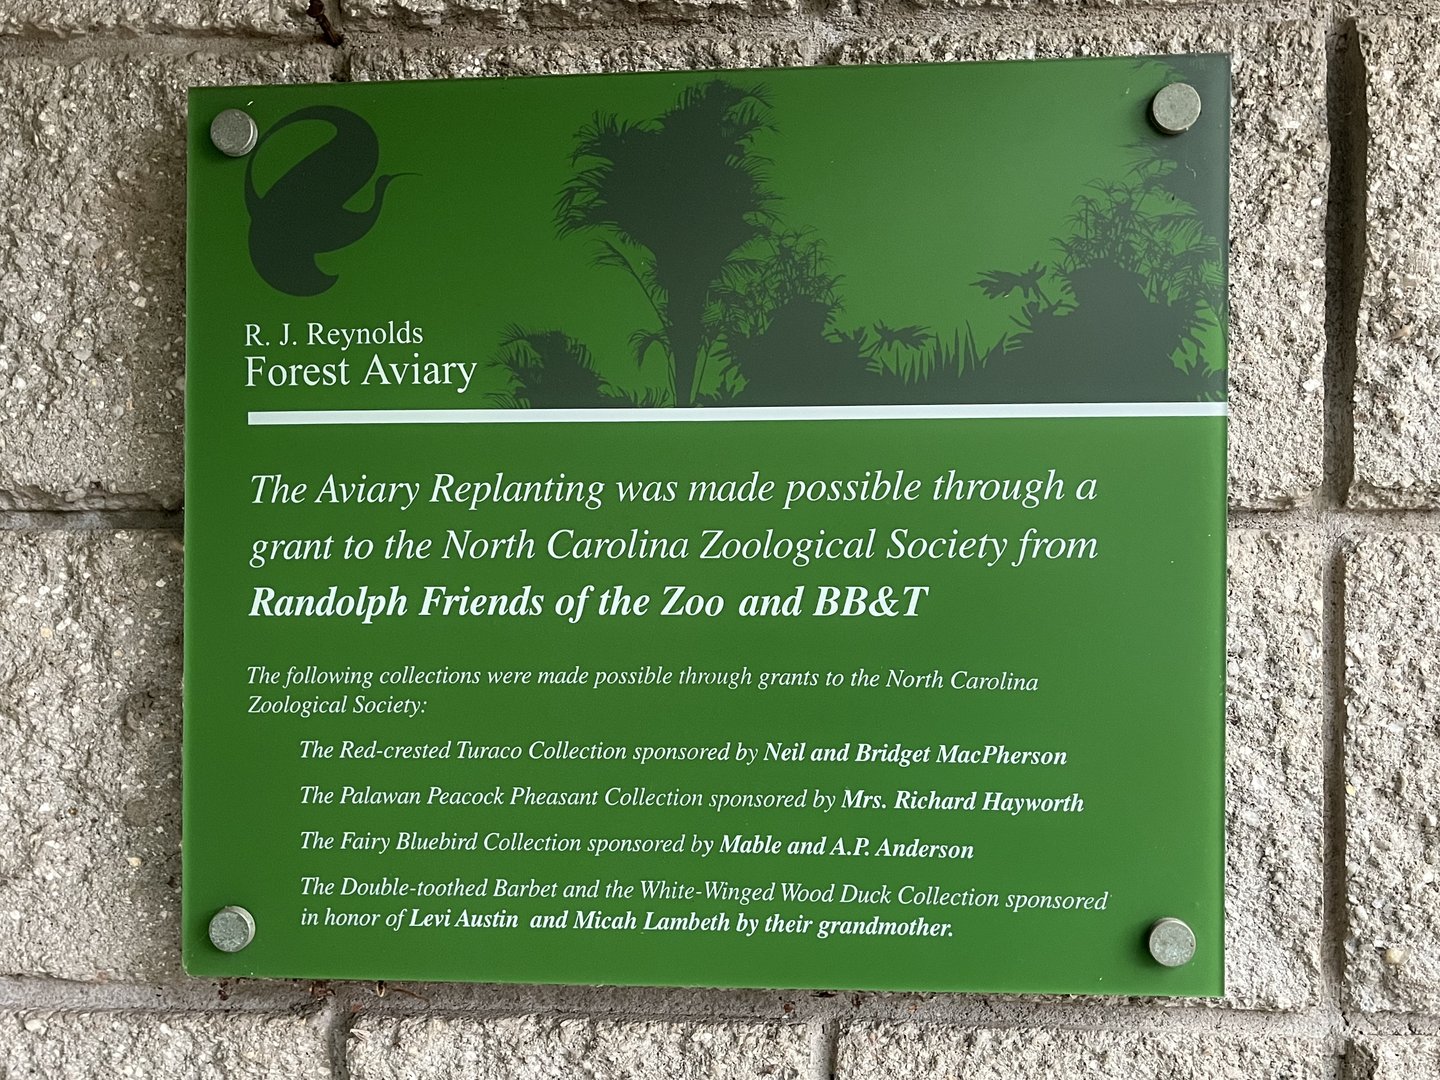 R. J. Reynolds
Forest Aviary
The Aviary Replanting was made possible through a
grant to the North Carolina Zoological Society from
Randolph Friends of the Zoo and BB&T
The following collections were made possible through grants to the North Carolina
Zoological Society:
The Red-crested Turaco Collection sponsored by Neil and Bridget MacPherson
The Palawan Peacock Pheasant Collection sponsored by Mrs. Richard Hayworth
The Fairy Bluebird Collection sponsored by Mable and A.P. Anderson
The Double-toothed Barbet and the White-Winged Wood Duck Collection sponsored
in honor of Levi Austin and Micah Lambeth by their grandmother.